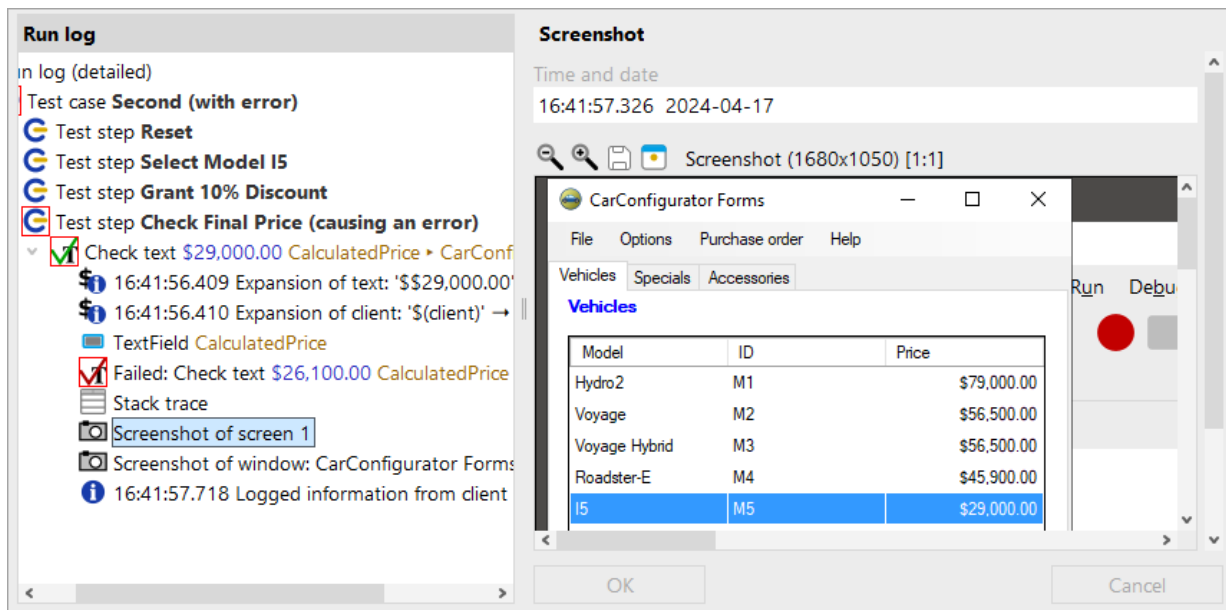 Run log
un log (detailed)
Test case Second (with error)
Test step Reset
Test step Select Model I5
Test step Grant 10% Discount
Test step Check Final Price (causing an error)
Check text $29,000.00 CalculatedPrice ▸ CarConf
16:41:56.409 Expansion of text: '$$29,000.00'
16:41:56.410 Expansion of client: '$(client)' →
TextField CalculatedPrice
Failed: Check text $26,100.00 CalculatedPrice
Stack trace
Screenshot of screen 1
Screenshot of window: CarConfigurator Forms
16:41:57.718 Logged information from client
Screenshot
Time and date
16:41:57.326 2024-04-17
Screenshot (1680x1050) [1:1]
CarConfigurator Forms
File Options Purchase order Help
Vehicles Specials Accessories
Vehicles
Model ID Price
Hydro2 M1 $79,000.00
Voyage M2 $56,500.00
Voyage Hybrid M3 $56,500.00
Roadster-E M4 $45,900.00
I5 M5 $29,000.00
Run Debu
OK Cancel